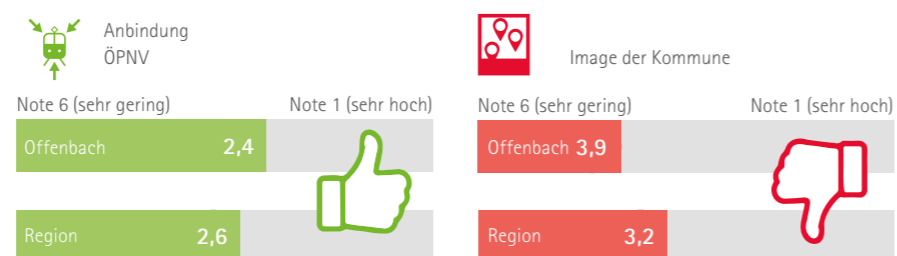 Anbindung
ÖPNV
Note 6 (sehr gering) Note 1 (sehr hoch)
Offenbach 2,4
Region 2,6
Image der Kommune
Note 6 (sehr gering) Note 1 (sehr hoch)
Offenbach 3,9
Region 3,2